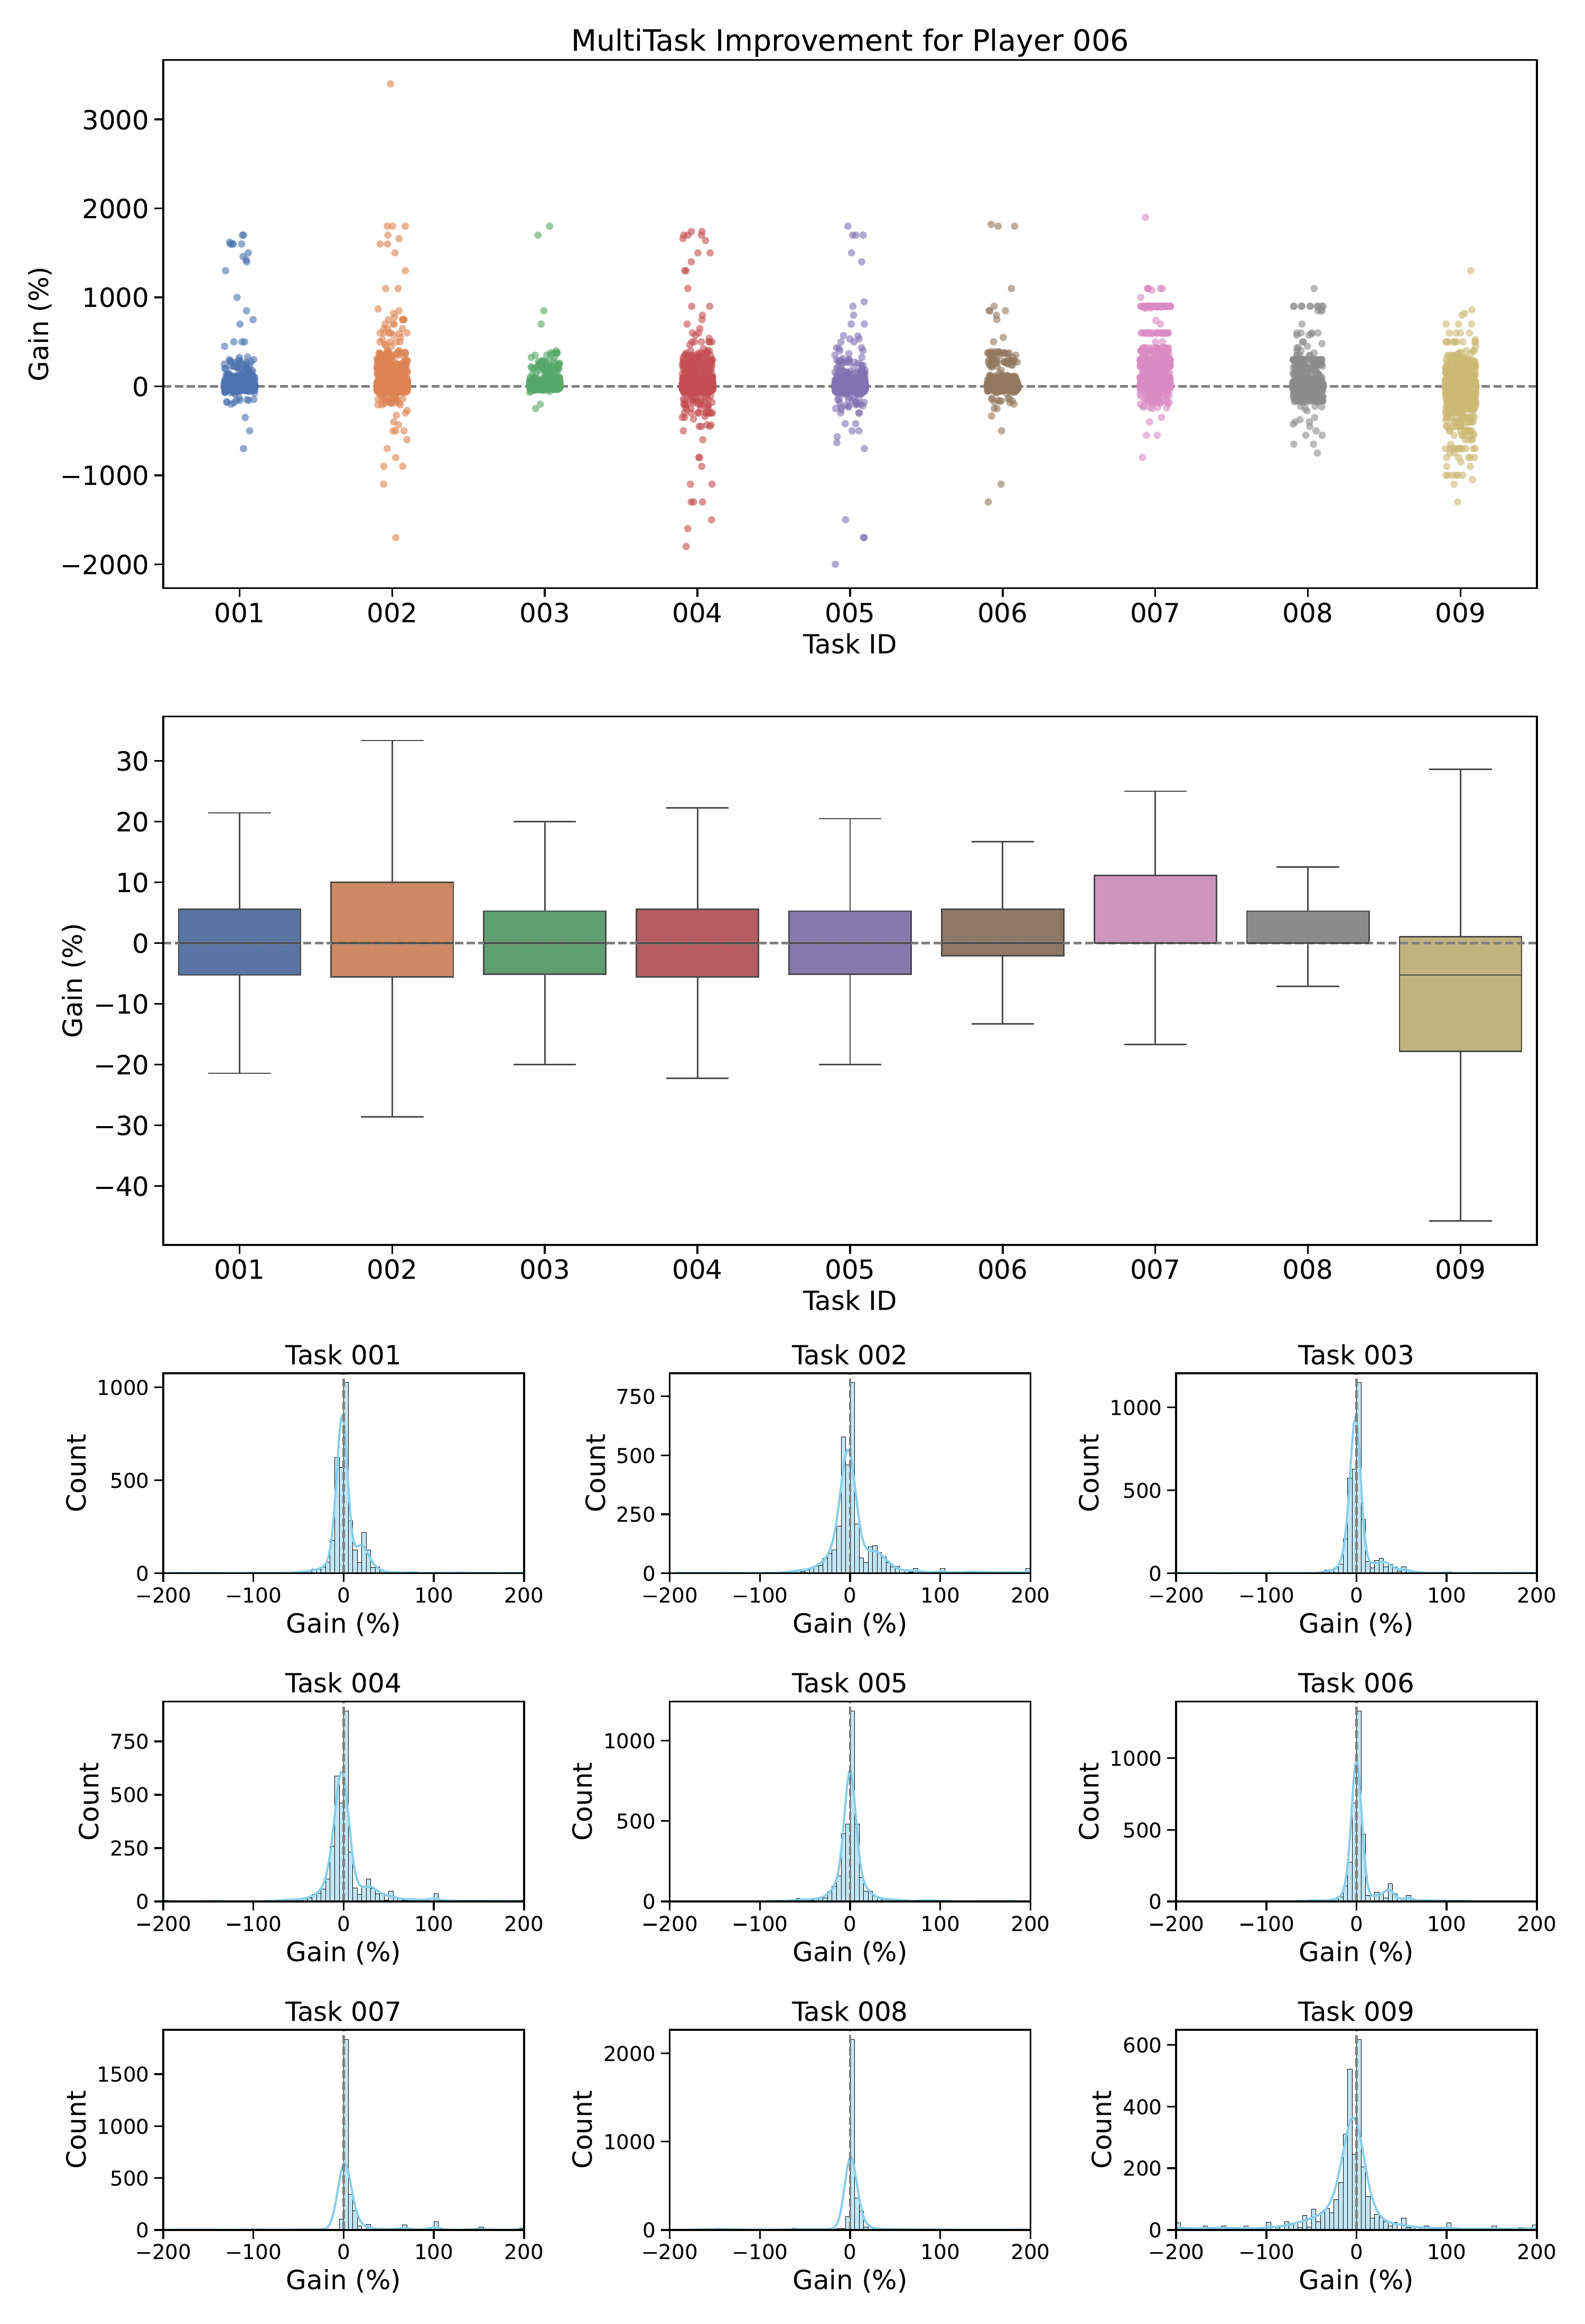 MultiTask Improvement for Player 006
3000
2000
1000
0
−1000
−2000
Gain (%)
001 002 003 004 005 006 007 008 009
Task ID
30
20
10
0
−10
−20
−30
−40
Gain (%)
001 002 003 004 005 006 007 008 009
Task ID
Task 001
1000
500
0
Count
−200 −100 0 100 200
Gain (%)
Task 002
750
500
250
0
Count
−200 −100 0 100 200
Gain (%)
Task 003
1000
500
0
Count
−200 −100 0 100 200
Gain (%)
Task 004
750
500
250
0
Count
−200 −100 0 100 200
Gain (%)
Task 005
1000
500
0
Count
−200 −100 0 100 200
Gain (%)
Task 006
1000
500
0
Count
−200 −100 0 100 200
Gain (%)
Task 007
1500
1000
500
0
Count
−200 −100 0 100 200
Gain (%)
Task 008
2000
1000
0
Count
−200 −100 0 100 200
Gain (%)
Task 009
600
400
200
0
Count
−200 −100 0 100 200
Gain (%)